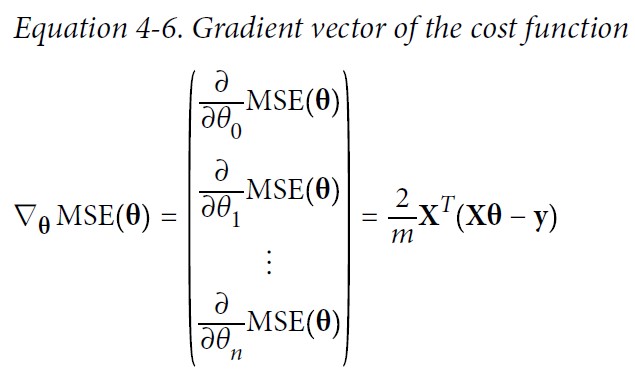 Equation 4-6. Gradient vector of the cost function
∂/∂θ₀ MSE(θ)
∂/∂θ₁ MSE(θ)
∇θ MSE(θ) = = 2/m Xᵀ(Xθ – y)
⋮
∂/∂θₙ MSE(θ)